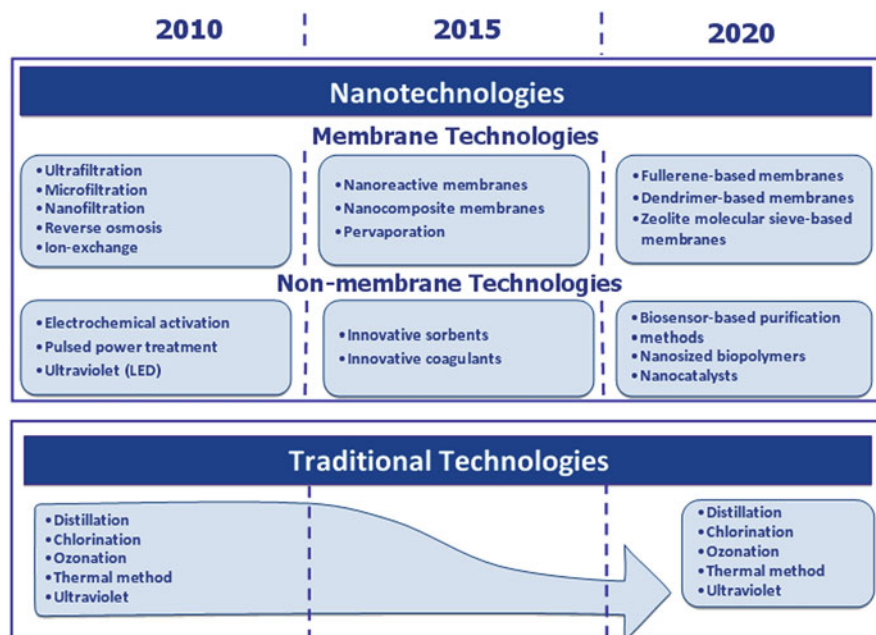 2010 2015 2020
Nanotechnologies
Membrane Technologies
• Ultrafiltration
• Microfiltration
• Nanofiltration
• Reverse osmosis
• Ion-exchange
• Nanoreactive membranes
• Nanocomposite membranes
• Pervaporation
• Fullerene-based membranes
• Dendrimer-based membranes
• Zeolite molecular sieve-based
membranes
Non-membrane Technologies
• Electrochemical activation
• Pulsed power treatment
• Ultraviolet (LED)
• Innovative sorbents
• Innovative coagulants
• Biosensor-based purification
• methods
• Nanosized biopolymers
• Nanocatalysts
Traditional Technologies
• Distillation
• Chlorination
• Ozonation
• Thermal method
• Ultraviolet
• Distillation
• Chlorination
• Ozonation
• Thermal method
• Ultraviolet